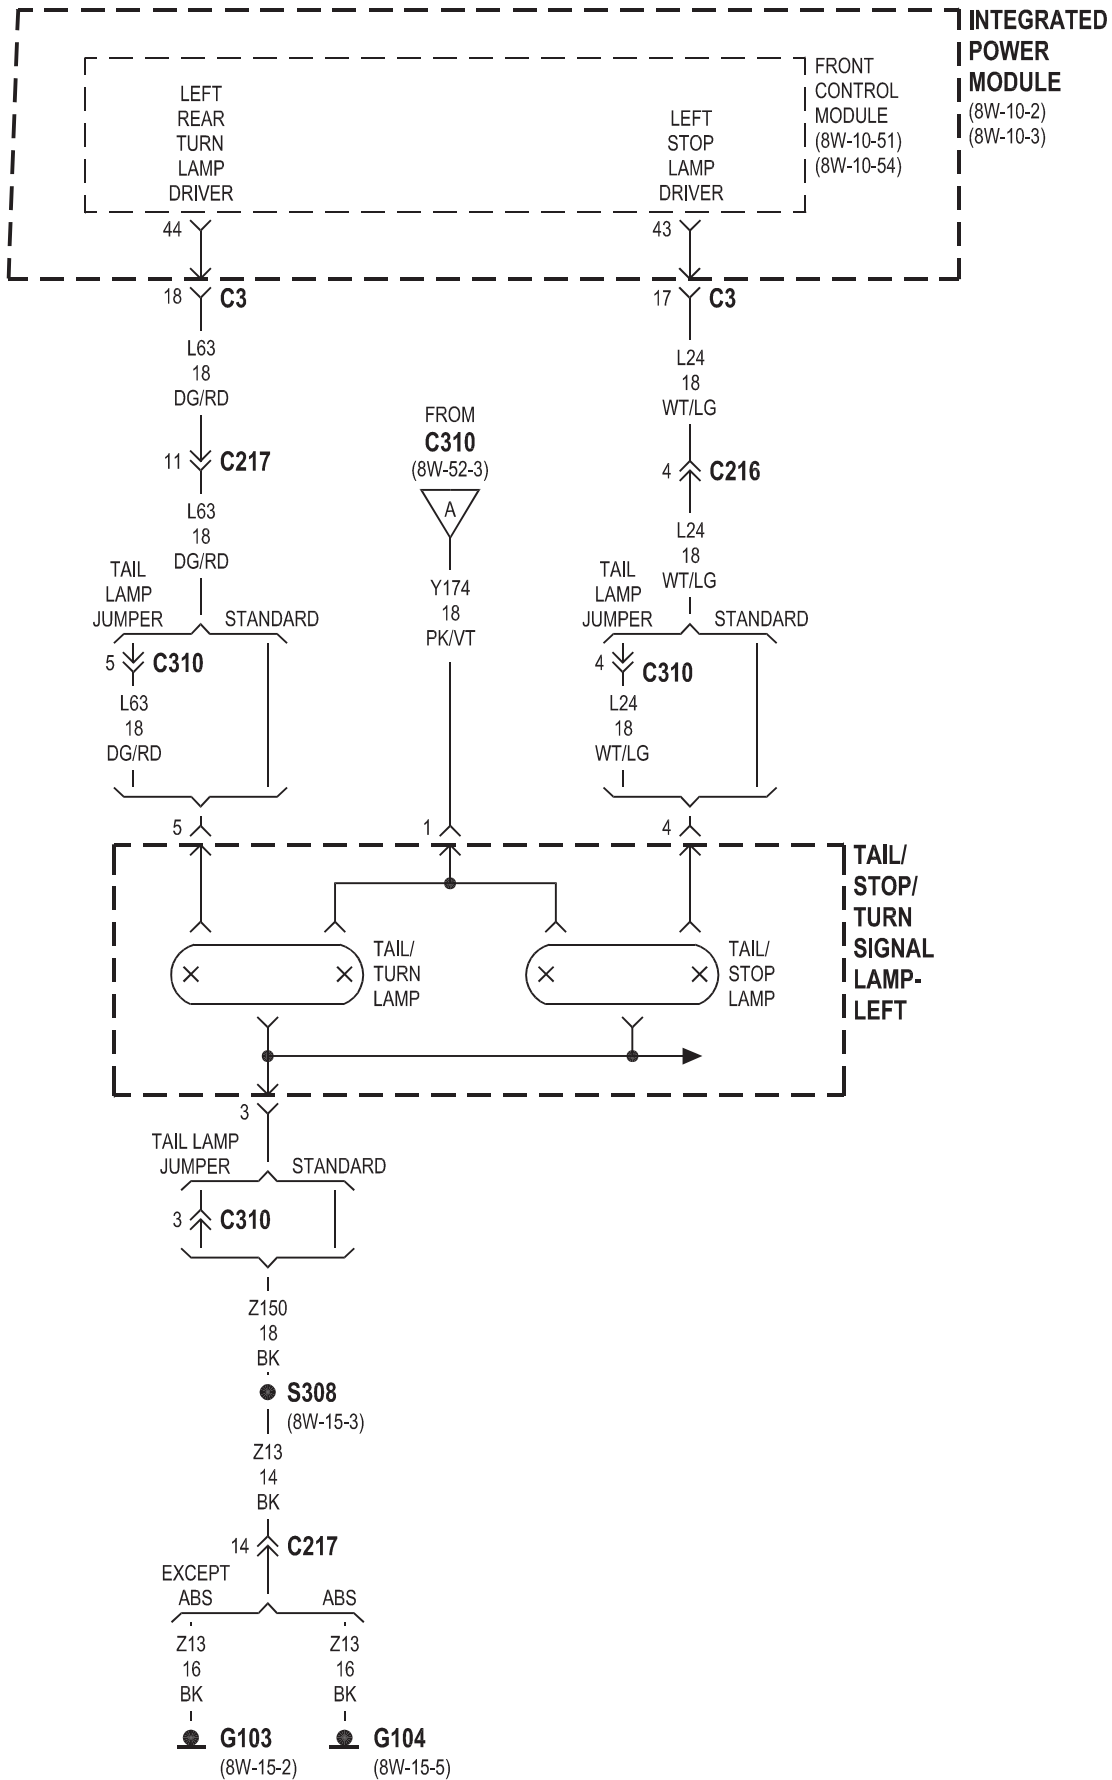 INTEGRATED
POWER
MODULE
(8W-10-2)
(8W-10-3)
FRONT
CONTROL
MODULE
(8W-10-51)
(8W-10-54)
LEFT
REAR
TURN
LAMP
DRIVER
LEFT
STOP
LAMP
DRIVER
44
43
18 C3
17 C3
L63
18
DG/RD
L24
18
WT/LG
FROM
C310
(8W-52-3)
A
11 C217
4 C216
L63
18
DG/RD
L24
18
WT/LG
Y174
18
PK/VT
TAIL
LAMP
JUMPER
STANDARD
TAIL
LAMP
JUMPER
STANDARD
5 C310
4 C310
L63
18
DG/RD
L24
18
WT/LG
5
1
4
TAIL/
STOP/
TURN
SIGNAL
LAMP-
LEFT
TAIL/
TURN
LAMP
TAIL/
STOP
LAMP
3
TAIL LAMP
JUMPER
STANDARD
3 C310
Z150
18
BK
S308
(8W-15-3)
Z13
14
BK
14 C217
EXCEPT
ABS
ABS
Z13
16
BK
Z13
16
BK
G103
(8W-15-2)
G104
(8W-15-5)